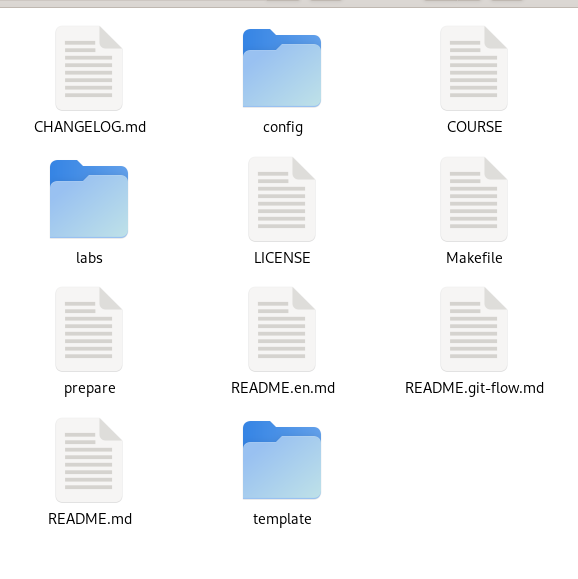 CHANGELOG.md
config
COURSE
labs
LICENSE
Makefile
prepare
README.en.md
README.git-flow.md
README.md
template